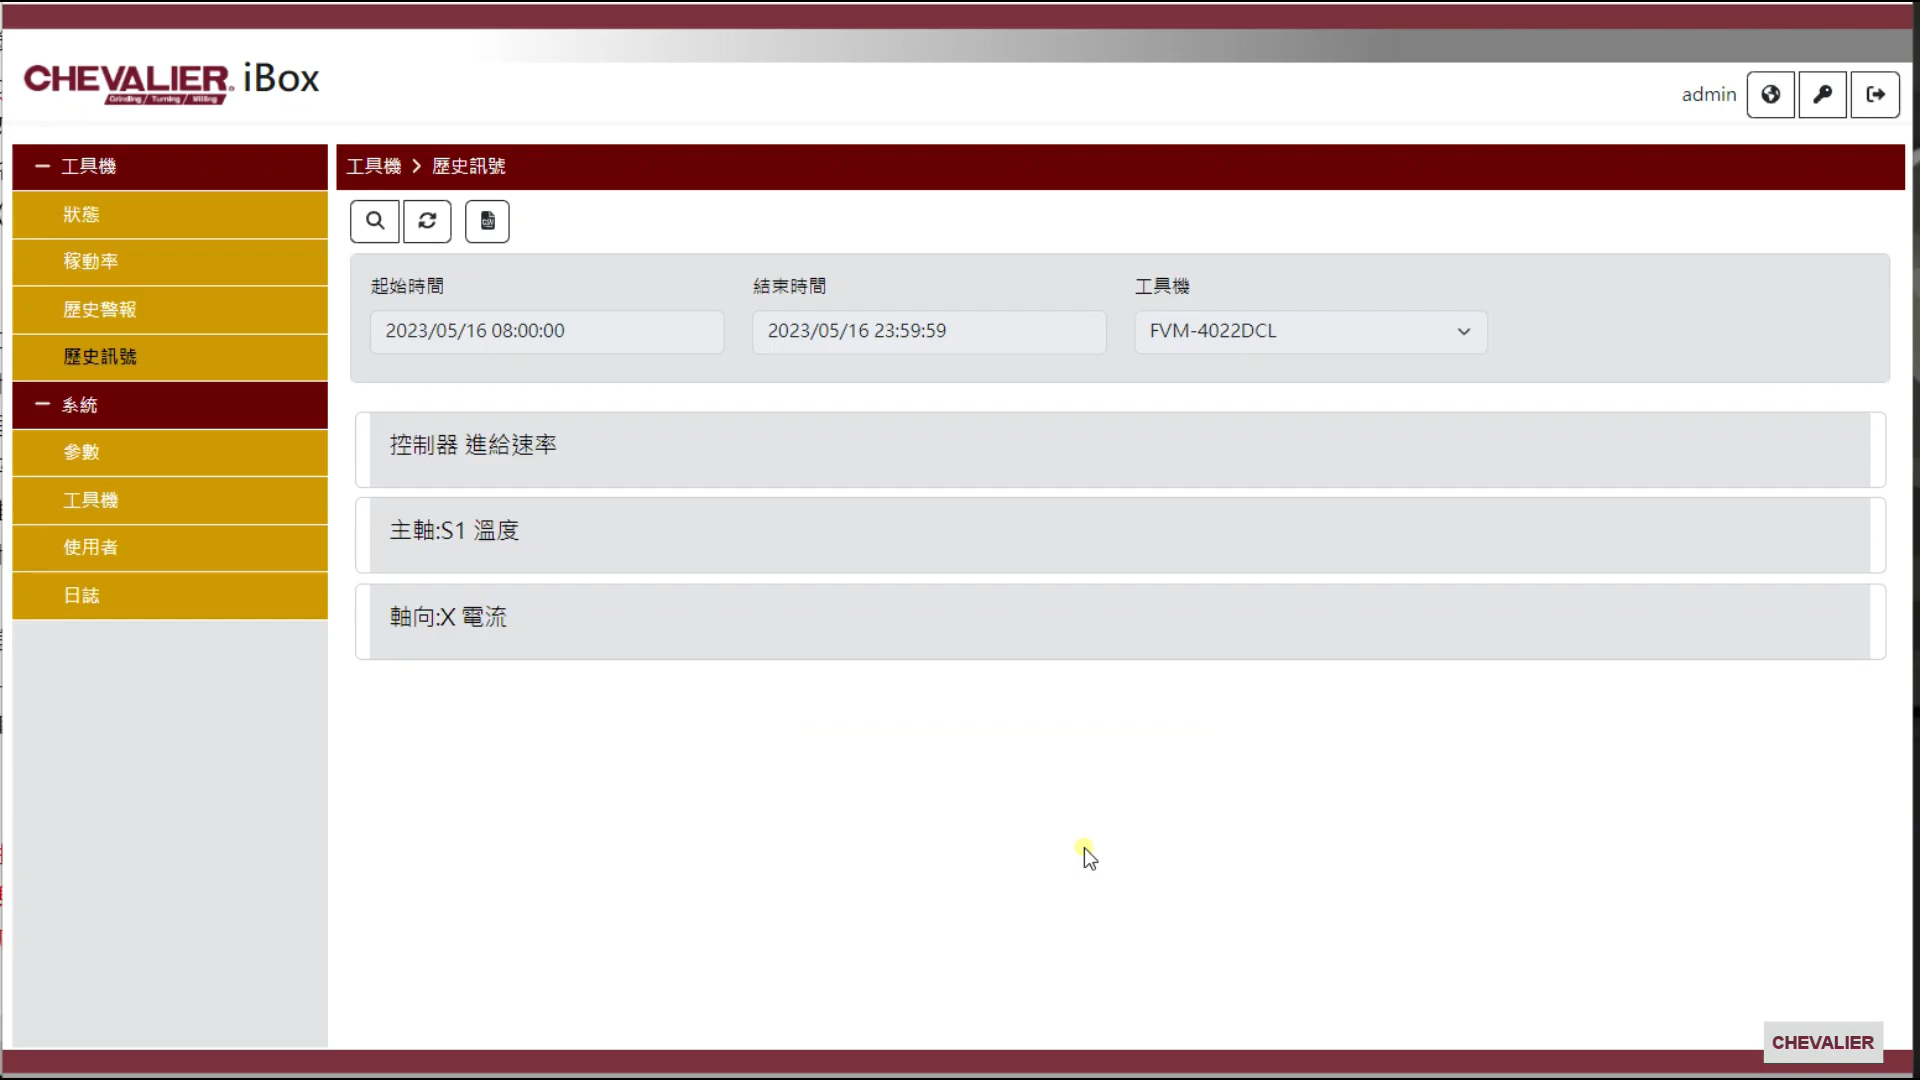 CHEVALIER iBox
Grinding / Turning / Milling
admin
工具機
狀態
稼動率
歷史警報
歷史訊號
系統
參數
工具機
使用者
日誌
工具機 > 歷史訊號
CSV
起始時間
結束時間
工具機
2023/05/16 08:00:00
2023/05/16 23:59:59
FVM-4022DCL
控制器 進給速率
主軸:S1 溫度
軸向:X 電流
CHEVALIER